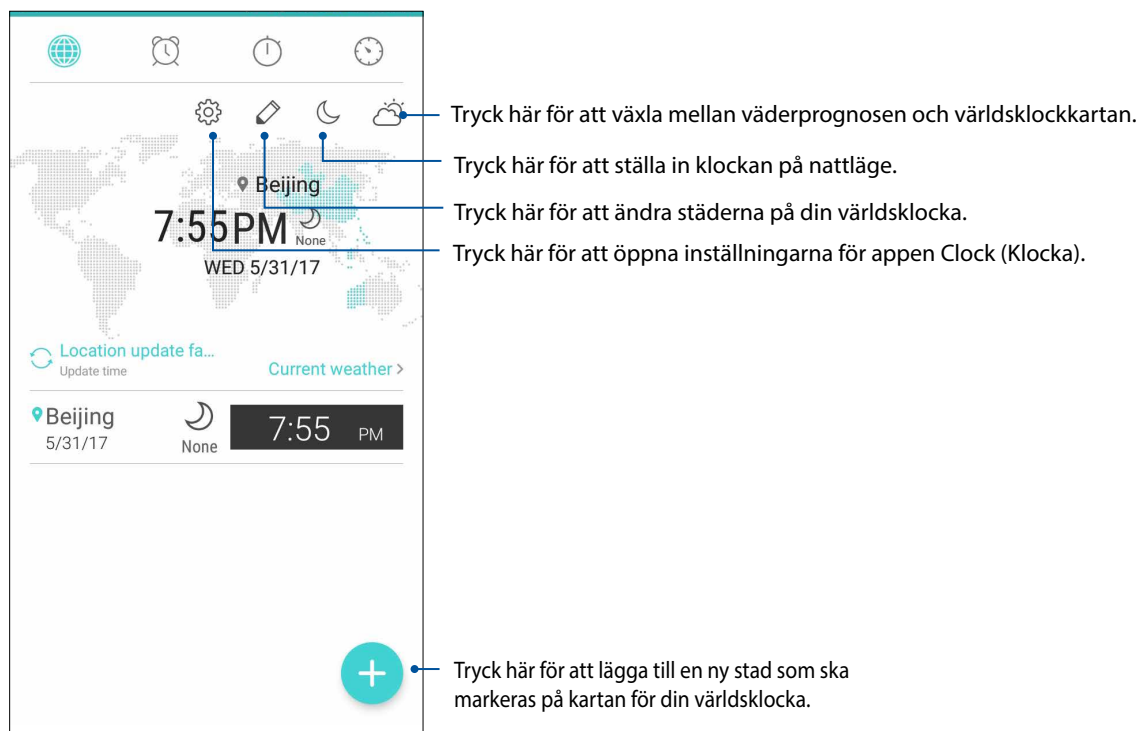 Tryck här för att växla mellan väderprognosen och världsklockkartan.
Tryck här för att ställa in klockan på nattläge.
Beijing
Tryck här för att ändra städerna på din världsklocka.
7:55PM
None
Tryck här för att öppna inställningarna för appen Clock (Klocka).
WED 5/31/17
Location update fa...
Update time
Current weather >
Beijing
5/31/17
None
7:55 PM
Tryck här för att lägga till en ny stad som ska
markeras på kartan för din världsklocka.